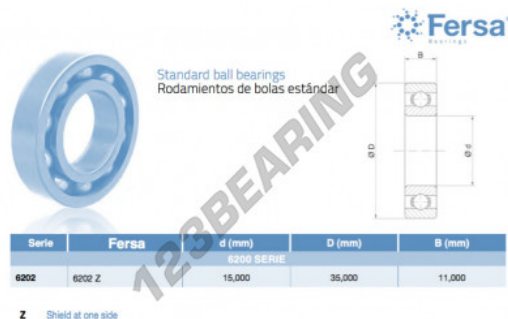 Fersa
Bearings
Standard ball bearings
Rodamientos de bolas estándar
B
Ø D
Ø d
123BEARING
Serie Fersa d (mm) D (mm) B (mm)
6200 SERIE
6202 6202 Z 15,000 35,000 11,000
Z Shield at one side